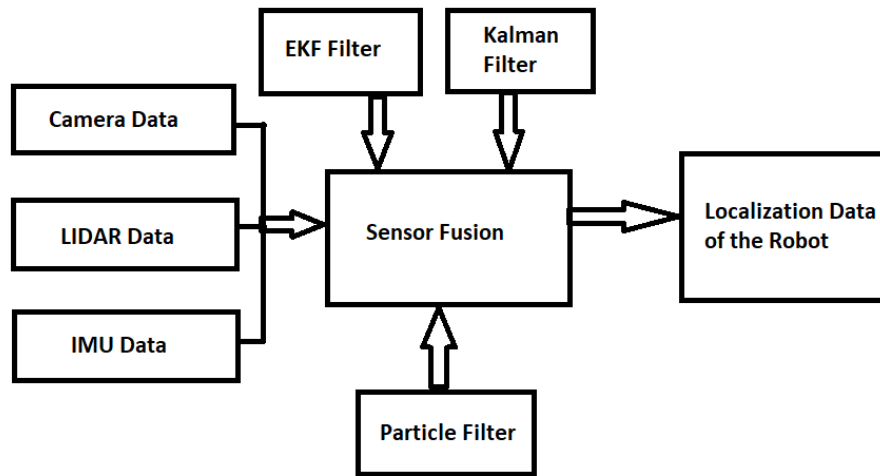 EKF Filter
Kalman
Filter
Camera Data
LIDAR Data
IMU Data
Sensor Fusion
Localization Data
of the Robot
Particle Filter